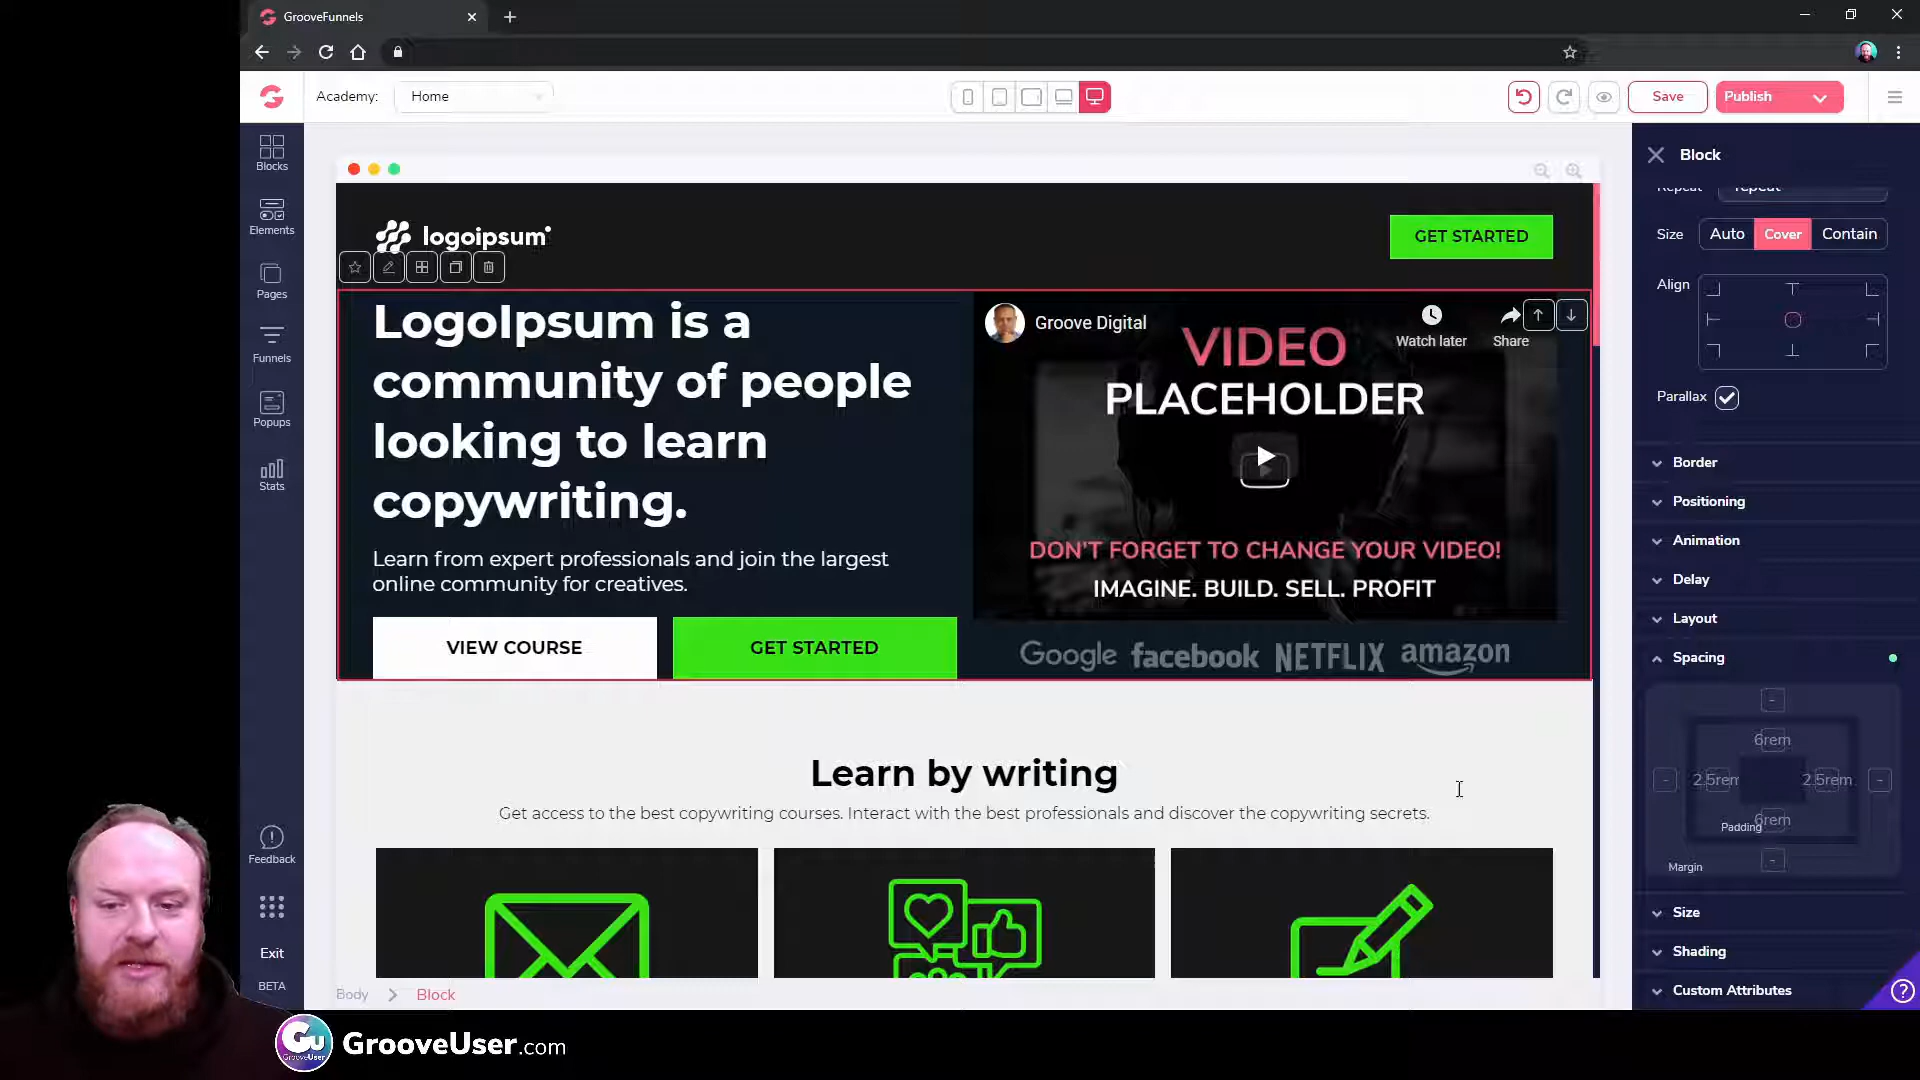 GrooveFunnels
Academy:
Home
Save
Publish
Blocks
Elements
Pages
Funnels
Popups
Stats
Feedback
Exit
BETA
logoipsum
GET STARTED
LogoIpsum is a
community of people
looking to learn
copywriting.
Learn from expert professionals and join the largest
online community for creatives.
VIEW COURSE
GET STARTED
Groove Digital
Watch later
Share
VIDEO
PLACEHOLDER
DON'T FORGET TO CHANGE YOUR VIDEO!
IMAGINE. BUILD. SELL. PROFIT
Google facebook NETFLIX amazon
Learn by writing
Get access to the best copywriting courses. Interact with the best professionals and discover the copywriting secrets.
Body
Block
Block
Repeat
repeat
Size
Auto
Cover
Contain
Align
Parallax
Border
Positioning
Animation
Delay
Layout
Spacing
-
6rem
-
2.5rem
2.5rem
-
6rem
Padding
-
Margin
Size
Shading
Custom Attributes
?
Gu
GrooveUser
GrooveUser.com